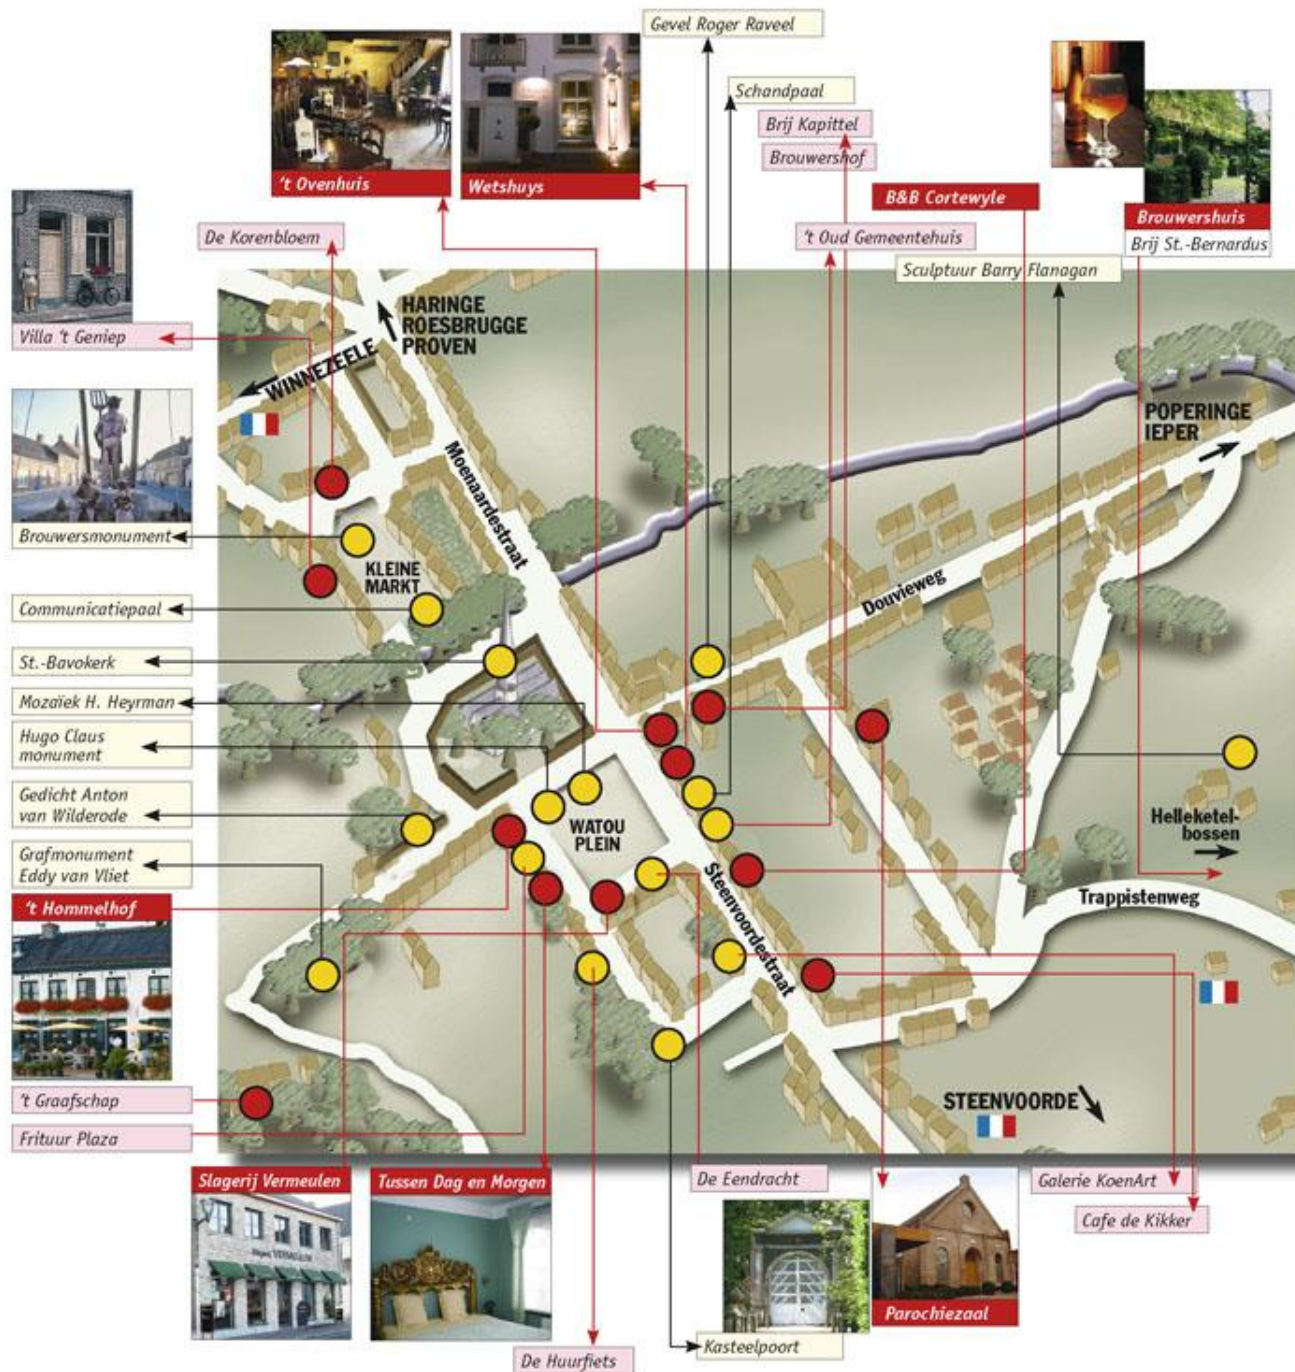 Gevel Roger Raveel
Schandpaal
Brij Kapittel
Brouwershof
't Ovenhuis
Wetshuys
B&B Cortewyle
Brouwershuis
Brij St.-Bernardus
De Korenbloem
't Oud Gemeentehuis
Sculptuur Barry Flanagan
Villa 't Geniep
HARINGE
ROESBRUGGE
PROVEN
WINNEZEELE
POPERINGE
IEPER
Moenaardestraat
Brouwersmonument
KLEINE
MARKT
Douvieweg
Communicatiepaal
St.-Bavokerk
Mozaïek H. Heyrman
Hugo Claus
monument
Gedicht Anton
van Wilderode
WATOU
PLEIN
Helleketel-
bossen
Grafmonument
Eddy van Vliet
Steenvoordestraat
Trappistenweg
't Hommelhof
't Graafschap
STEENVOORDE
Frituur Plaza
Slagerij Vermeulen
Tussen Dag en Morgen
De Eendracht
Galerie KoenArt
Cafe de Kikker
VERMEULEN
Parochiezaal
Kasteelpoort
De Huurfiets